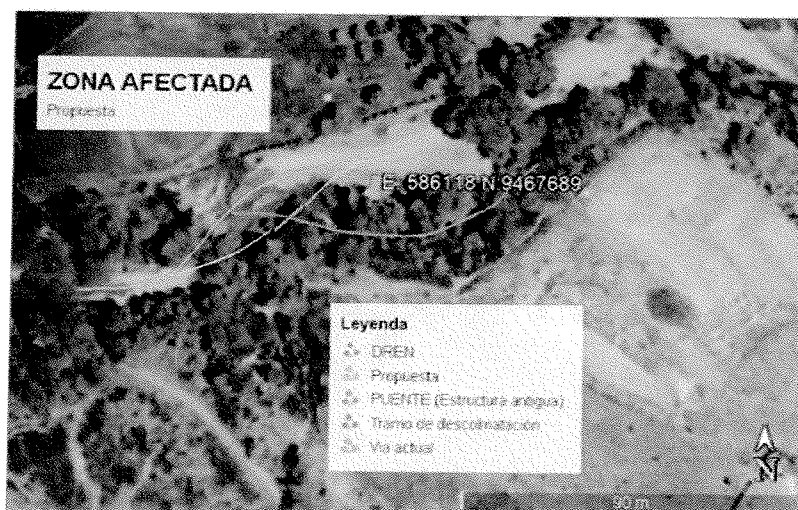 ZONA AFECTADA
Propuesta
E 586118 N 9467689
Leyenda
DREN
Propuesta
PUENTE (Estructura antigua)
Tramo de descolmatación
Vía actual
N
90 m